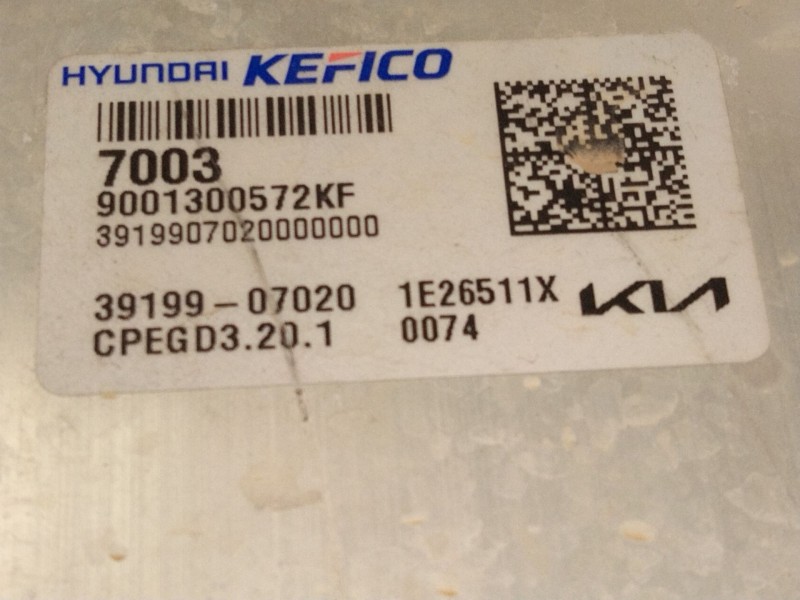 HYUNDAI KEFICO
7003
9001300572KF
3919907020000000
39199-07020 1E26511X KIA
CPEGD3.20.1 0074